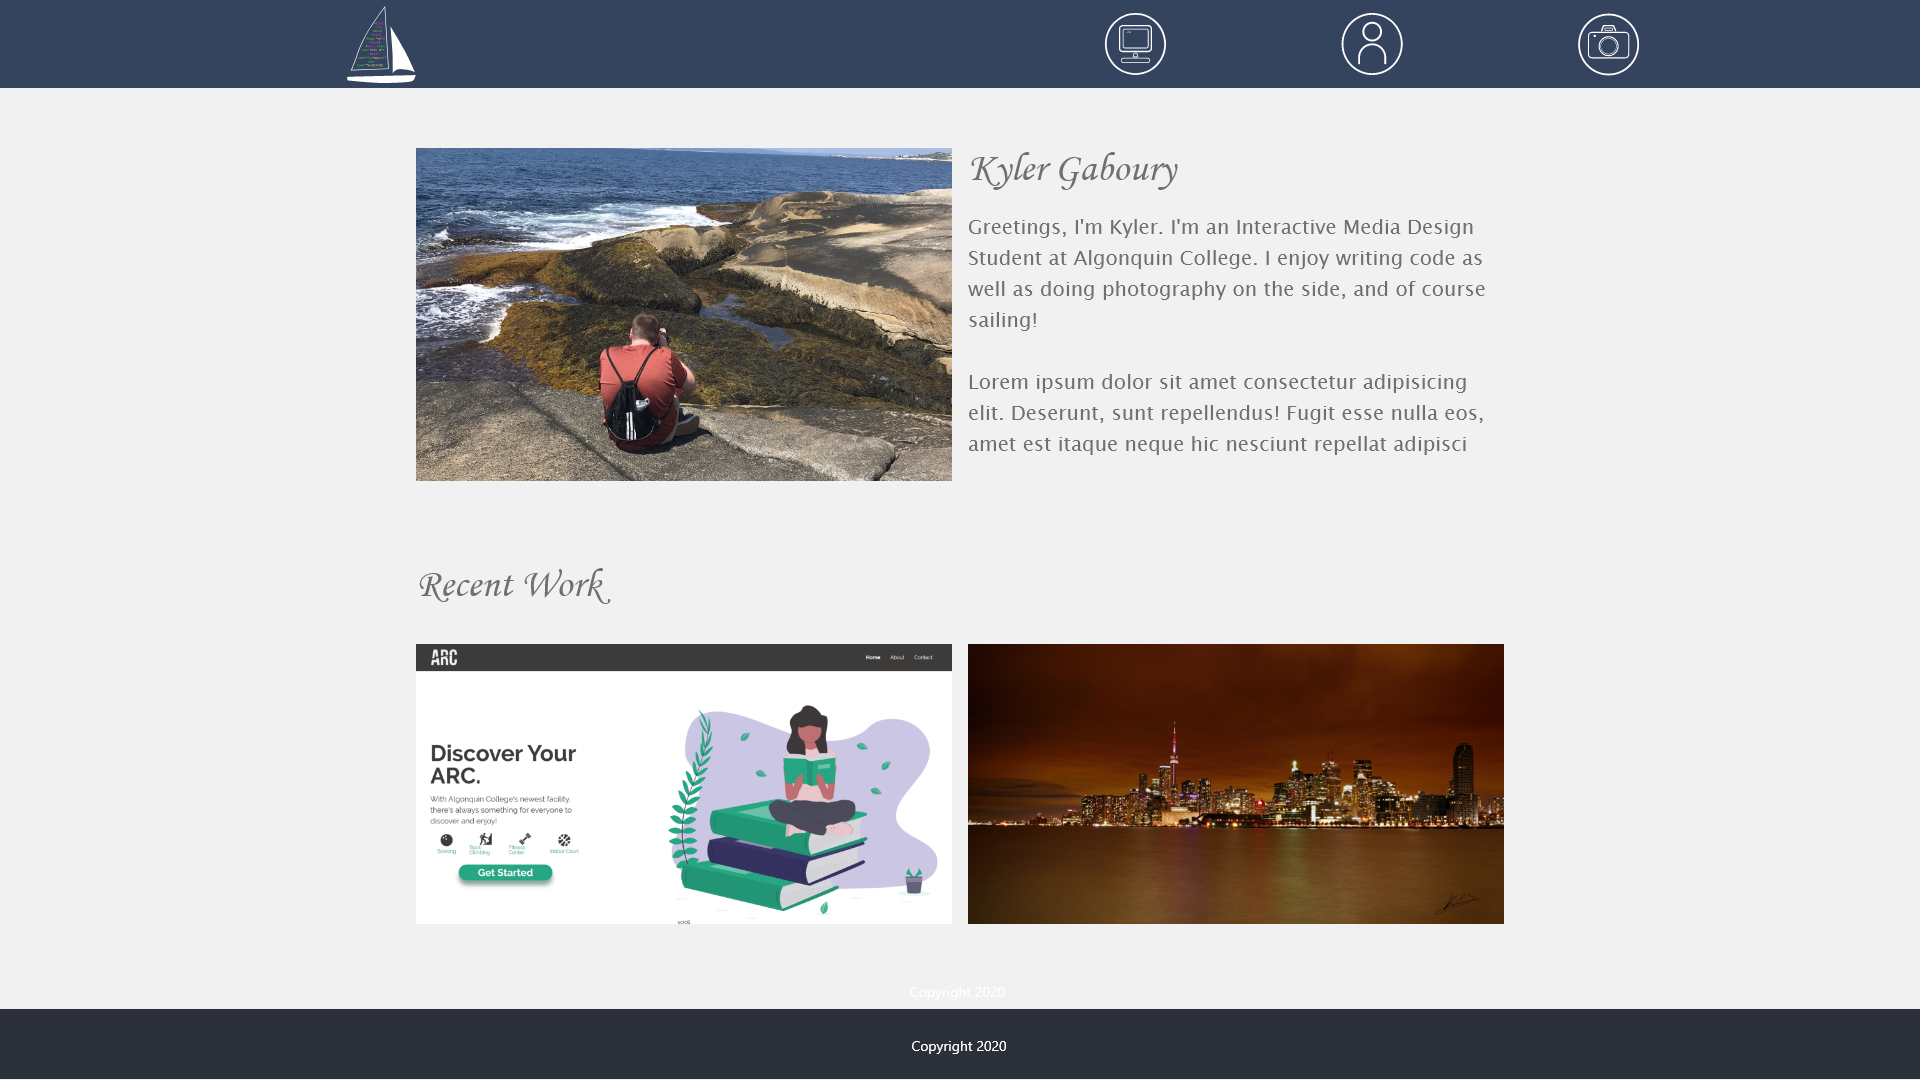 Kyler Gaboury
Greetings, I'm Kyler. I'm an Interactive Media Design
Student at Algonquin College. I enjoy writing code as
well as doing photography on the side, and of course
sailing!
Lorem ipsum dolor sit amet consectetur adipisicing
elit. Deserunt, sunt repellendus! Fugit esse nulla eos,
amet est itaque neque hic nesciunt repellat adipisci
Recent Work
ARC
Home About Contact
Discover Your
ARC.
With Algonquin College's newest facility,
there's always something for everyone to
discover and enjoy!
Bowling Rock Climbing Fitness Center Indoor Court
Get Started
scroll
Copyright 2020
Copyright 2020